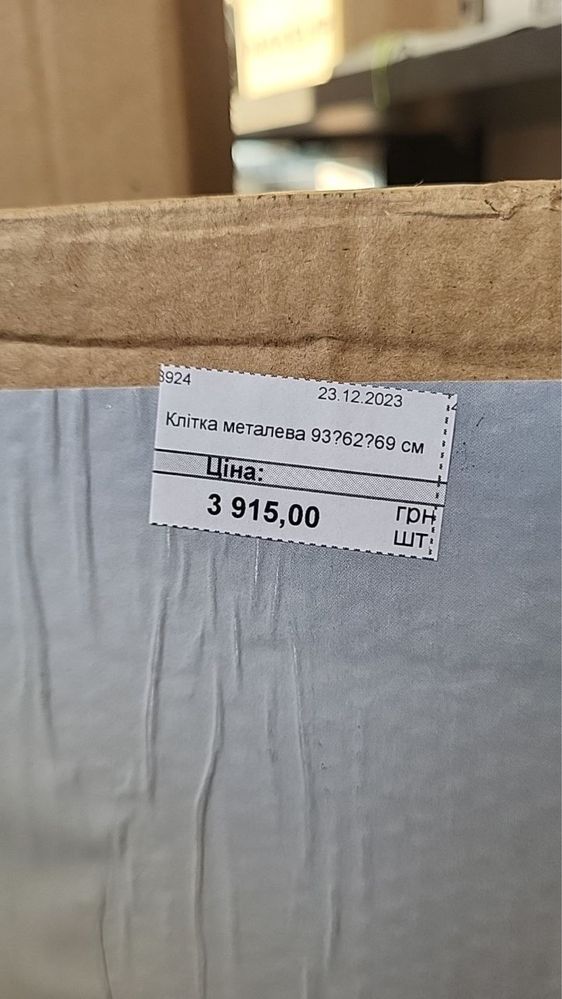 3924
23.12.2023
Клітка металева 93?62?69 см
Ціна:
3 915,00
грн
шт